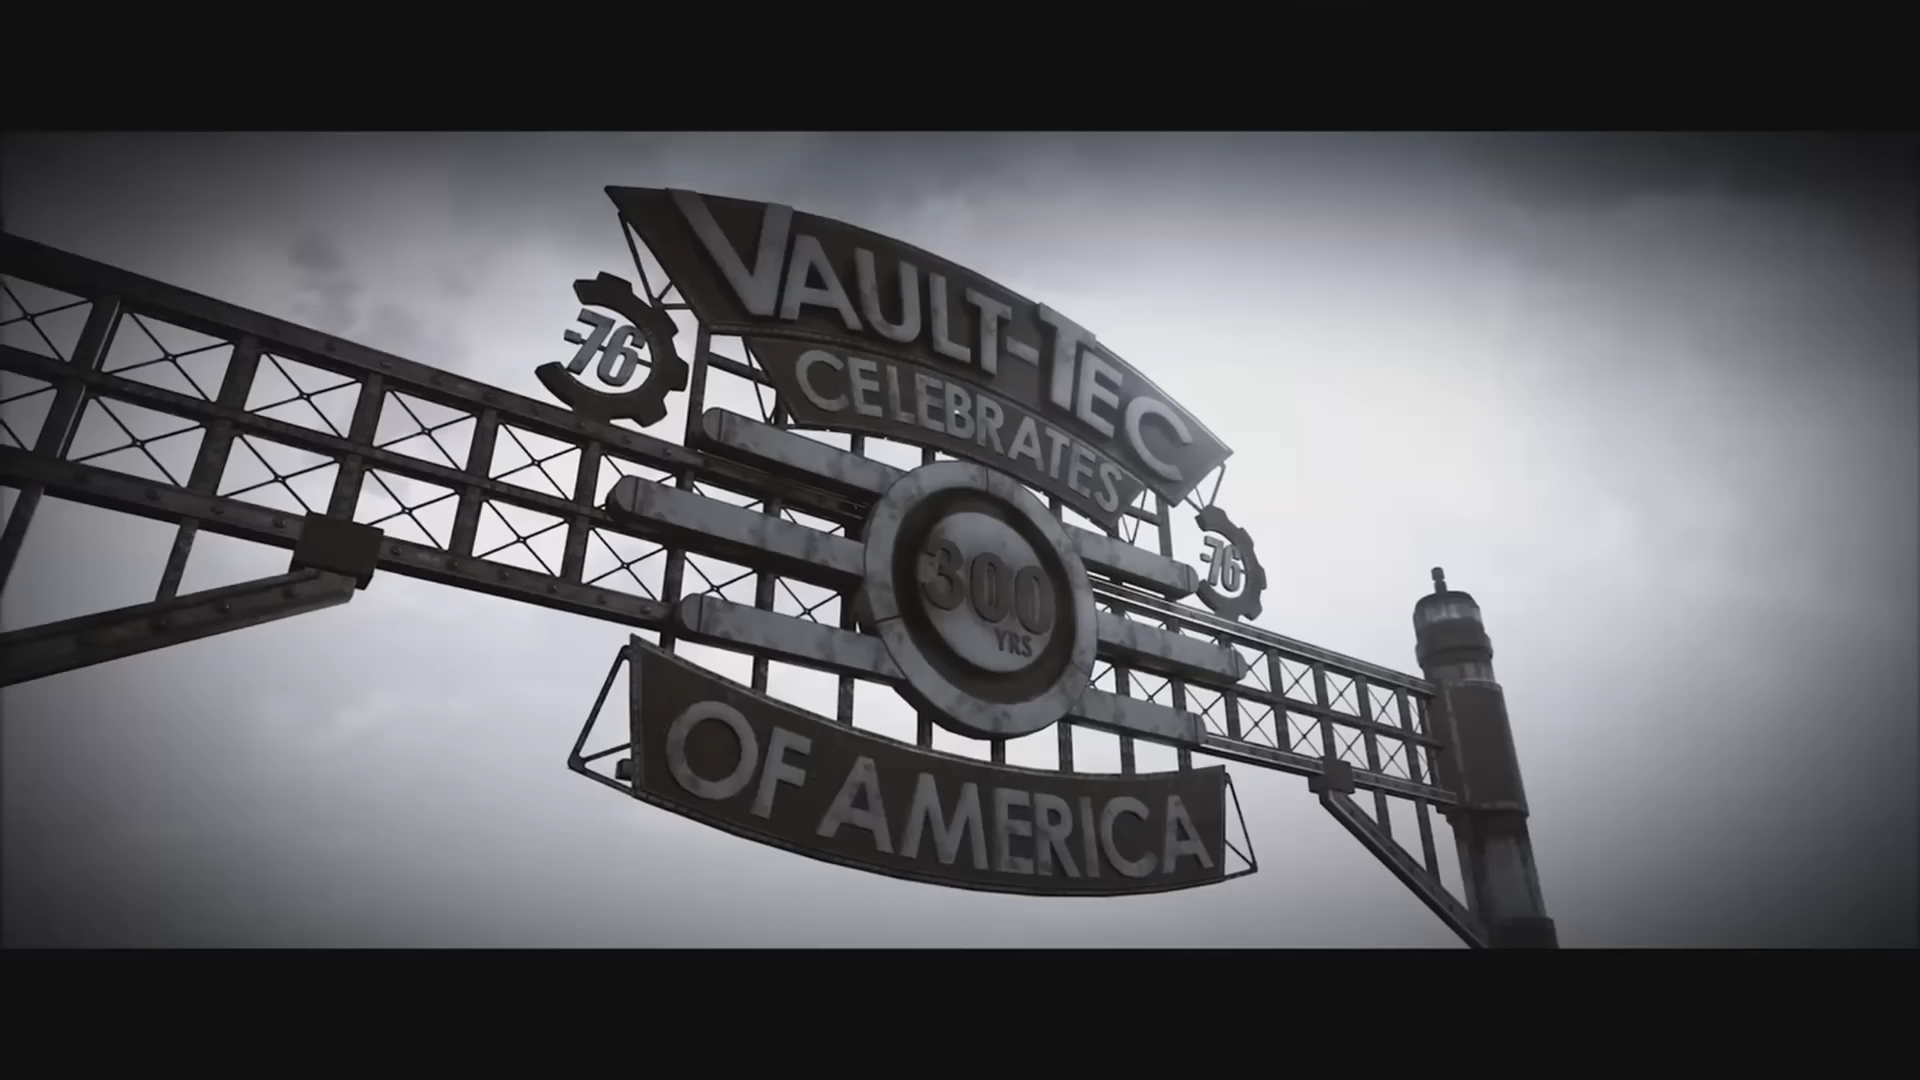 VAULT-TEC
CELEBRATES
76
76
300
YRS
OF AMERICA